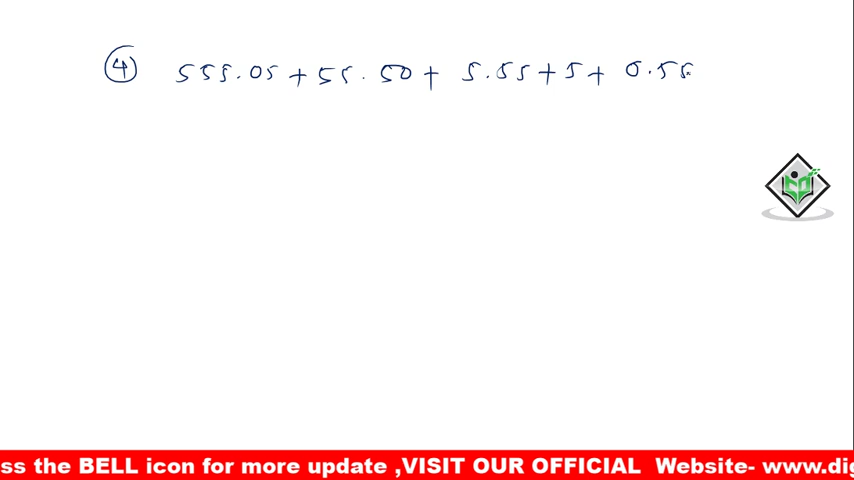 ④ 555.05 + 55.50 + 5.55 + 5 + 0.55
ss the BELL icon for more update ,VISIT OUR OFFICIAL Website- www.dig